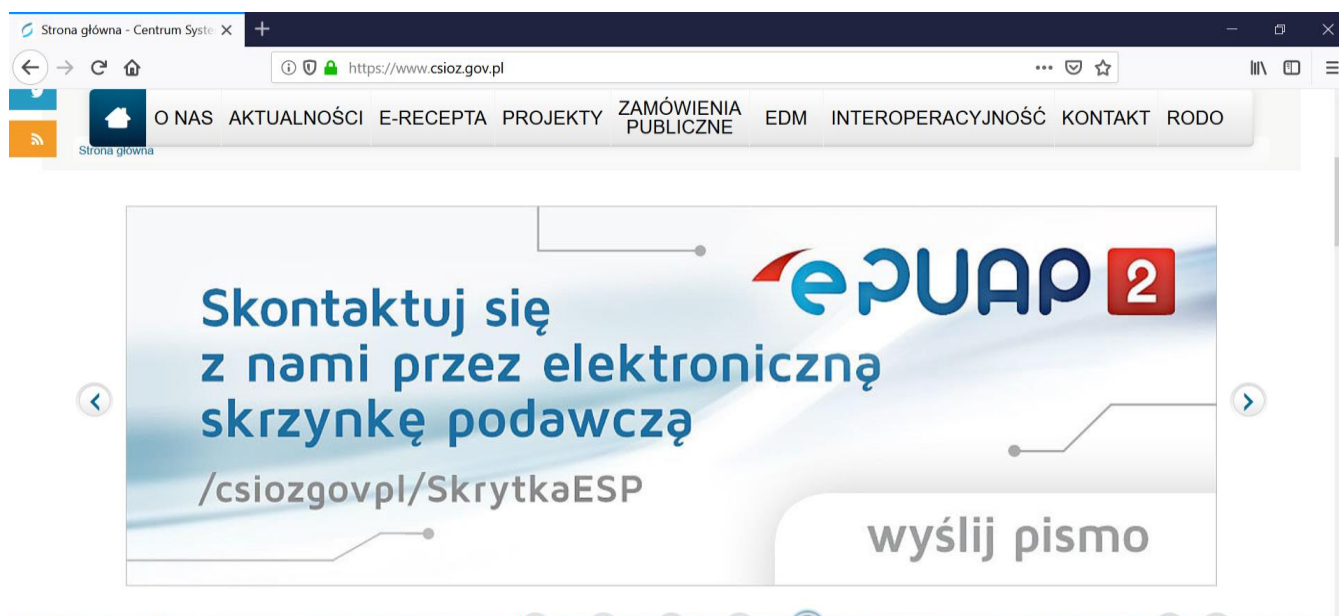 Strona główna - Centrum Syste
https://www.csioz.gov.pl
O NAS AKTUALNOŚCI E-RECEPTA PROJEKTY ZAMÓWIENIA PUBLICZNE EDM INTEROPERACYJNOŚĆ KONTAKT RODO
Strona główna
ePUAP 2
Skontaktuj się
z nami przez elektroniczną
skrzynkę podawczą
/csiozgovpl/SkrytkaESP
wyślij pismo